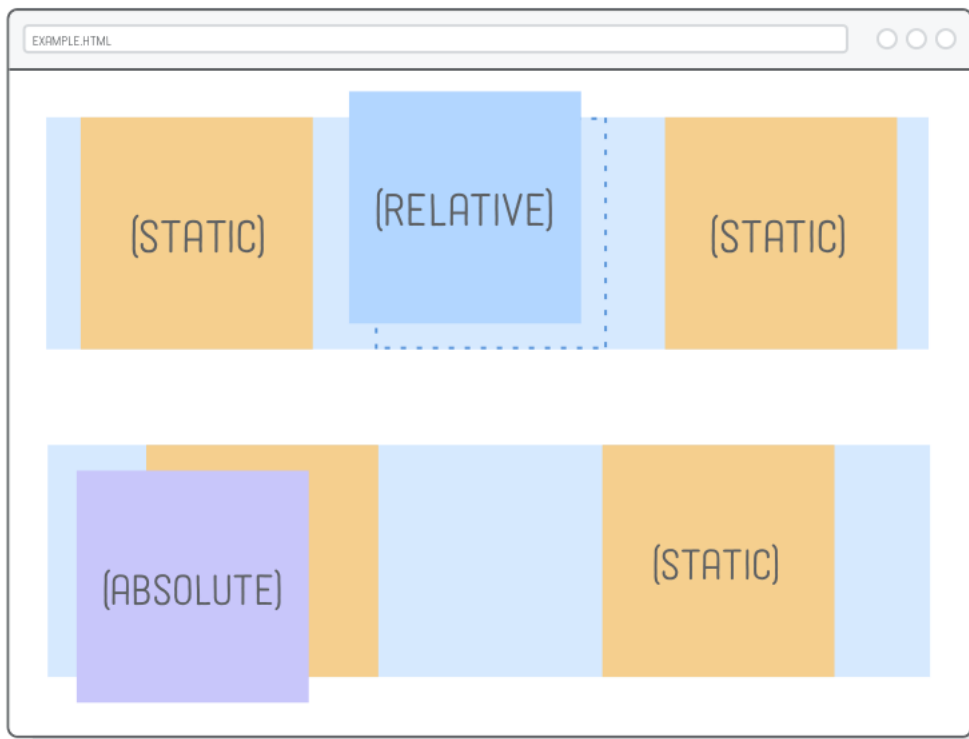 EXAMPLE.HTML
(STATIC)
(RELATIVE)
(STATIC)
(ABSOLUTE)
(STATIC)